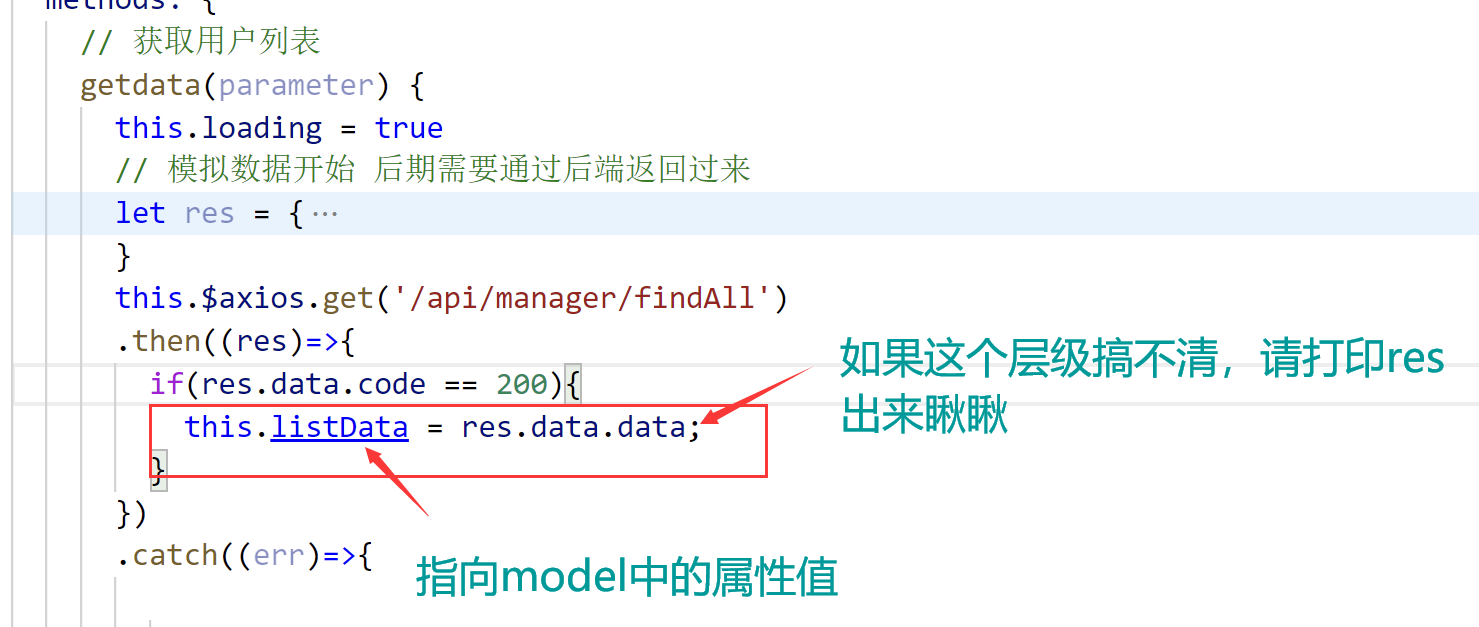 methods: {
// 获取用户列表
getdata(parameter) {
this.loading = true
// 模拟数据开始 后期需要通过后端返回过来
let res = {···
}
this.$axios.get('/api/manager/findAll')
.then((res)=>{
if(res.data.code == 200){
this.listData = res.data.data;
}
})
.catch((err)=>{
如果这个层级搞不清，请打印res
出来瞅瞅
指向model中的属性值